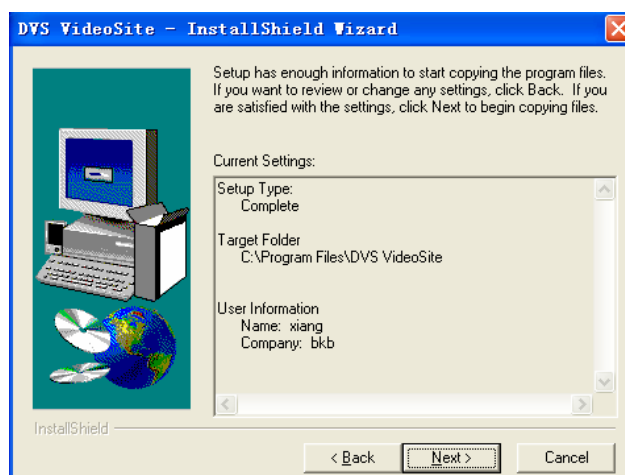 DVS VideoSite - InstallShield Wizard
Setup has enough information to start copying the program files.
If you want to review or change any settings, click Back. If you
are satisfied with the settings, click Next to begin copying files.
Current Settings:
Setup Type:
Complete
Target Folder
C:\Program Files\DVS VideoSite
User Information
Name: xiang
Company: bkb
InstallShield
< Back
Next >
Cancel